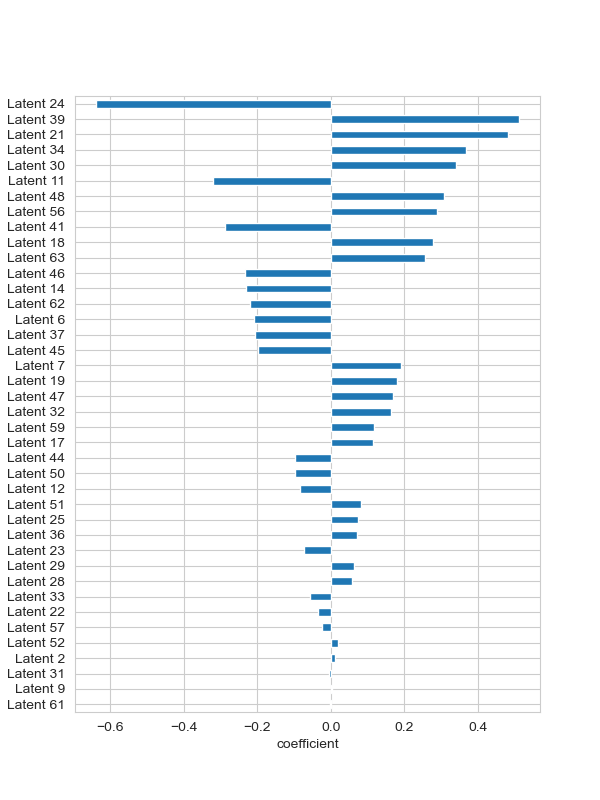 Latent 24
Latent 39
Latent 21
Latent 34
Latent 30
Latent 11
Latent 48
Latent 56
Latent 41
Latent 18
Latent 63
Latent 46
Latent 14
Latent 62
Latent 6
Latent 37
Latent 45
Latent 7
Latent 19
Latent 47
Latent 32
Latent 59
Latent 17
Latent 44
Latent 50
Latent 12
Latent 51
Latent 25
Latent 36
Latent 23
Latent 29
Latent 28
Latent 33
Latent 22
Latent 57
Latent 52
Latent 2
Latent 31
Latent 9
Latent 61
−0.6 −0.4 −0.2 0.0 0.2 0.4
coefficient